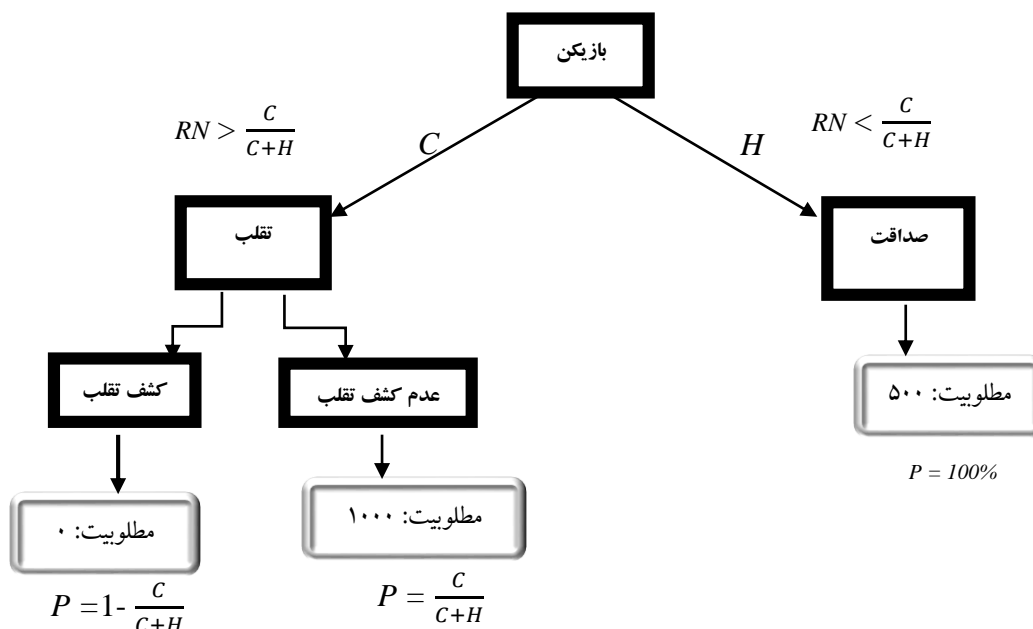 بازیکن
RN > C/(C+H)
RN < C/(C+H)
C
H
تقلب
صداقت
کشف تقلب
عدم کشف تقلب
مطلوبیت: ۵۰۰
P = 100%
مطلوبیت: ۰
مطلوبیت: ۱۰۰۰
P =1- C/(C+H)
P = C/(C+H)